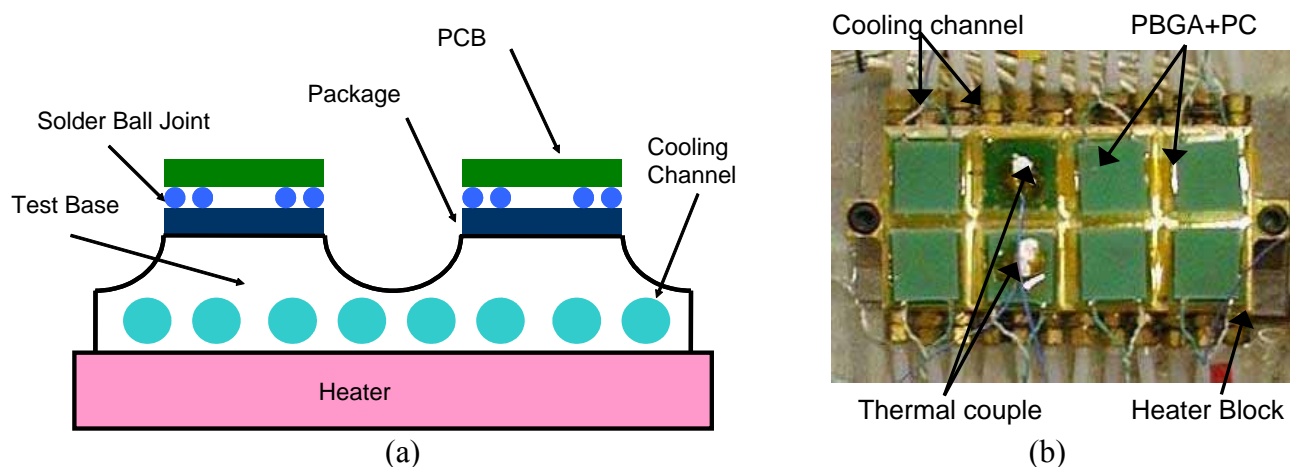 PCB
Package
Solder Ball Joint
Cooling
Channel
Test Base
Heater
(a)
Cooling channel
PBGA+PC
Thermal couple
Heater Block
(b)